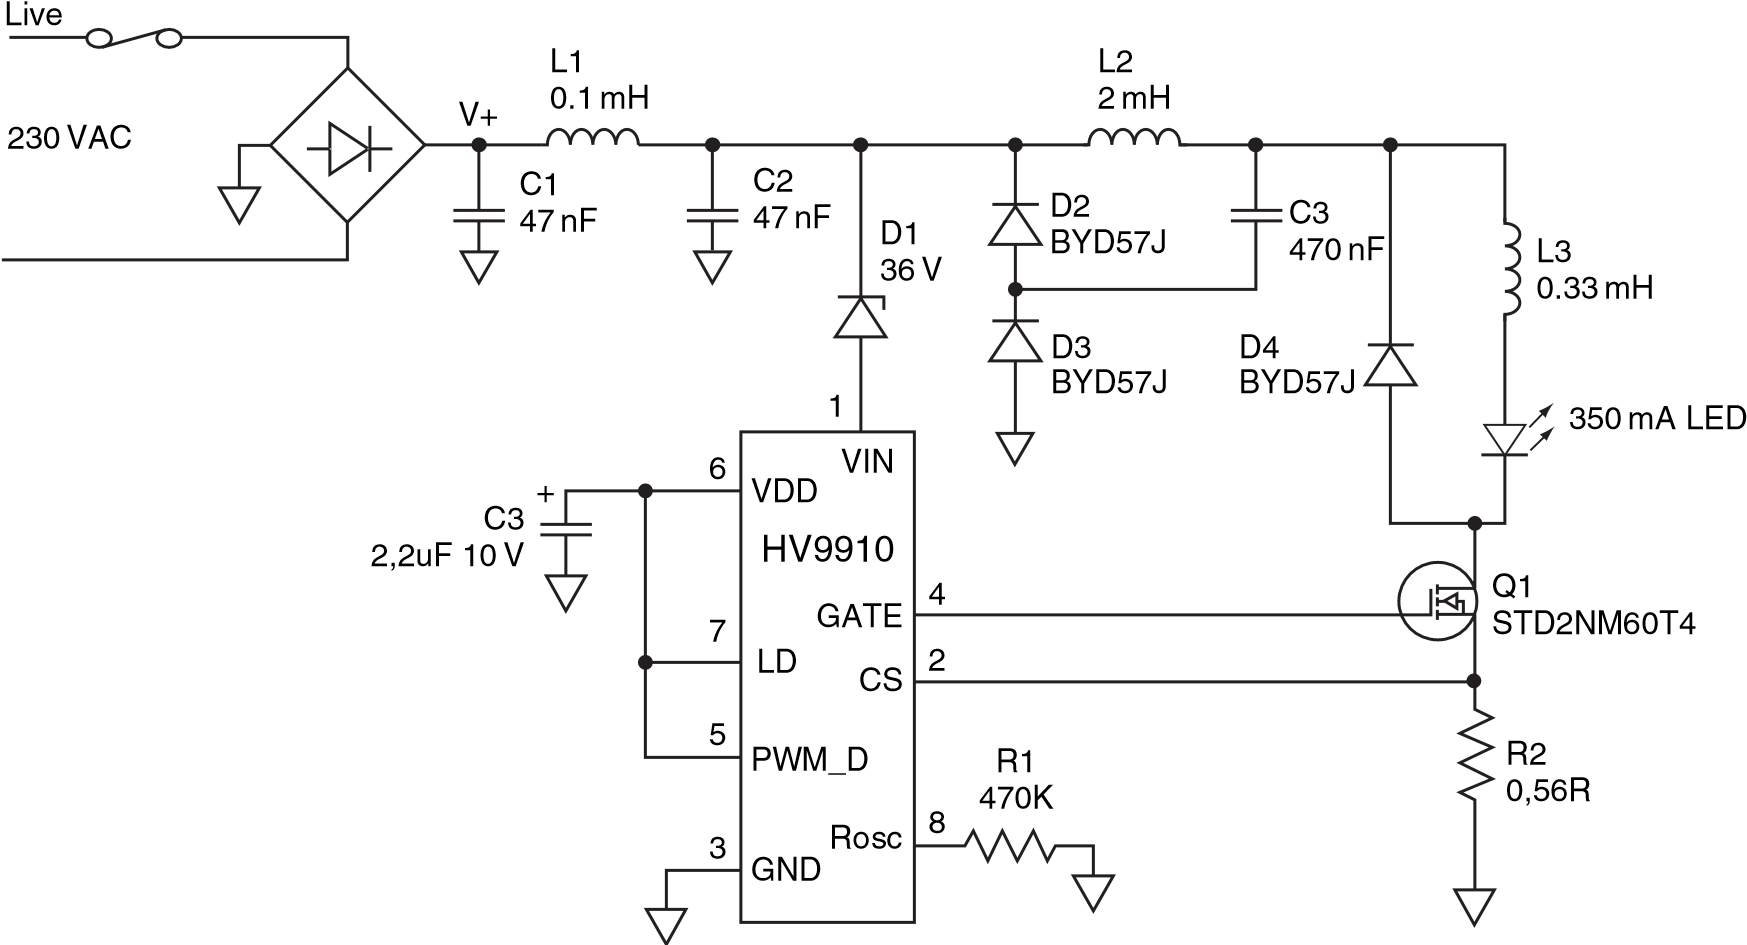 Live
230 VAC
V+
L1
0.1 mH
C1
47 nF
C2
47 nF
D1
36 V
L2
2 mH
D2
BYD57J
D3
BYD57J
C3
470 nF
D4
BYD57J
L3
0.33 mH
350 mA LED
1
VIN
6
VDD
+
C3
2,2uF 10 V
HV9910
4
GATE
7
LD
2
CS
5
PWM_D
8
Rosc
3
GND
R1
470K
Q1
STD2NM60T4
R2
0,56R